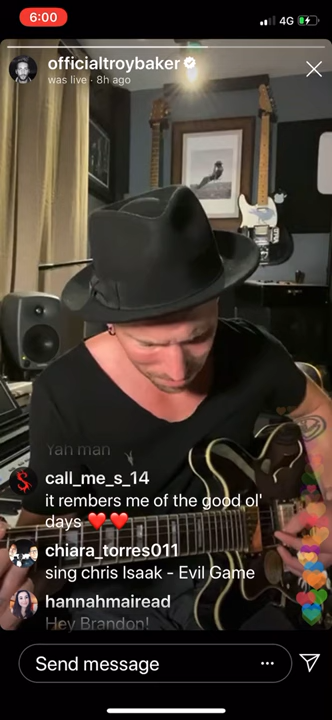 6:00
4G
officialtroybaker
was live · 8h ago
Yah man
call_me_s_14
it rembers me of the good ol'
days ❤️❤️
chiara_torres011
sing chris Isaak - Evil Game
hannahmairead
Hey Brandon!
Send message